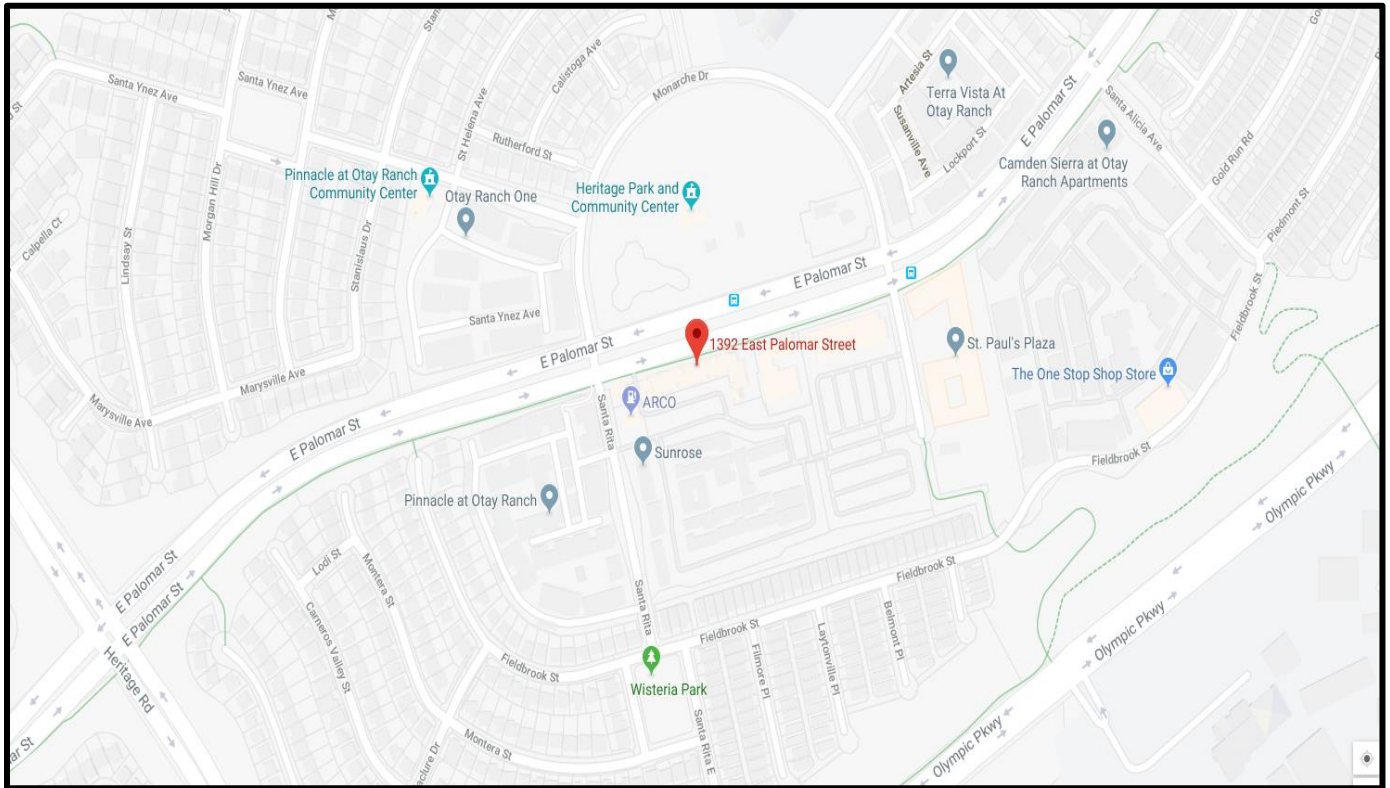 Santa Ynez Ave
Santa Ynez Ave
Calistoga Ave
Monarche Dr
Artesia St
Terra Vista At
Otay Ranch
E Palomar St
Santa Alicia Ave
Gold Run Rd
St Helena Ave
Rutherford St
Susanville Ave
Lockport St
Camden Sierra at Otay
Ranch Apartments
Pinnacle at Otay Ranch
Community Center
Otay Ranch One
Heritage Park and
Community Center
Piedmont St
Calpella Ct
Lindsay St
Morgan Hill Dr
Stanislaus Dr
E Palomar St
Fieldbrook St
Santa Ynez Ave
E Palomar St
1392 East Palomar Street
St. Paul's Plaza
The One Stop Shop Store
Marysville Ave
Marysville Ave
ARCO
Santa Rita
E Palomar St
Sunrose
Fieldbrook St
Pinnacle at Otay Ranch
Olympic Pkwy
Lodi St
Montera St
E Palomar St
E Palomar St
Fieldbrook St
Santa Rita
Carneros Valley St
Fieldbrook St
Filmore Pl
Laytonville Pl
Belmont Pl
Olympic Pkwy
Heritage Rd
Fieldbrook St
Wisteria Park
Santa Rita E
Montera St
Olympic Pkwy